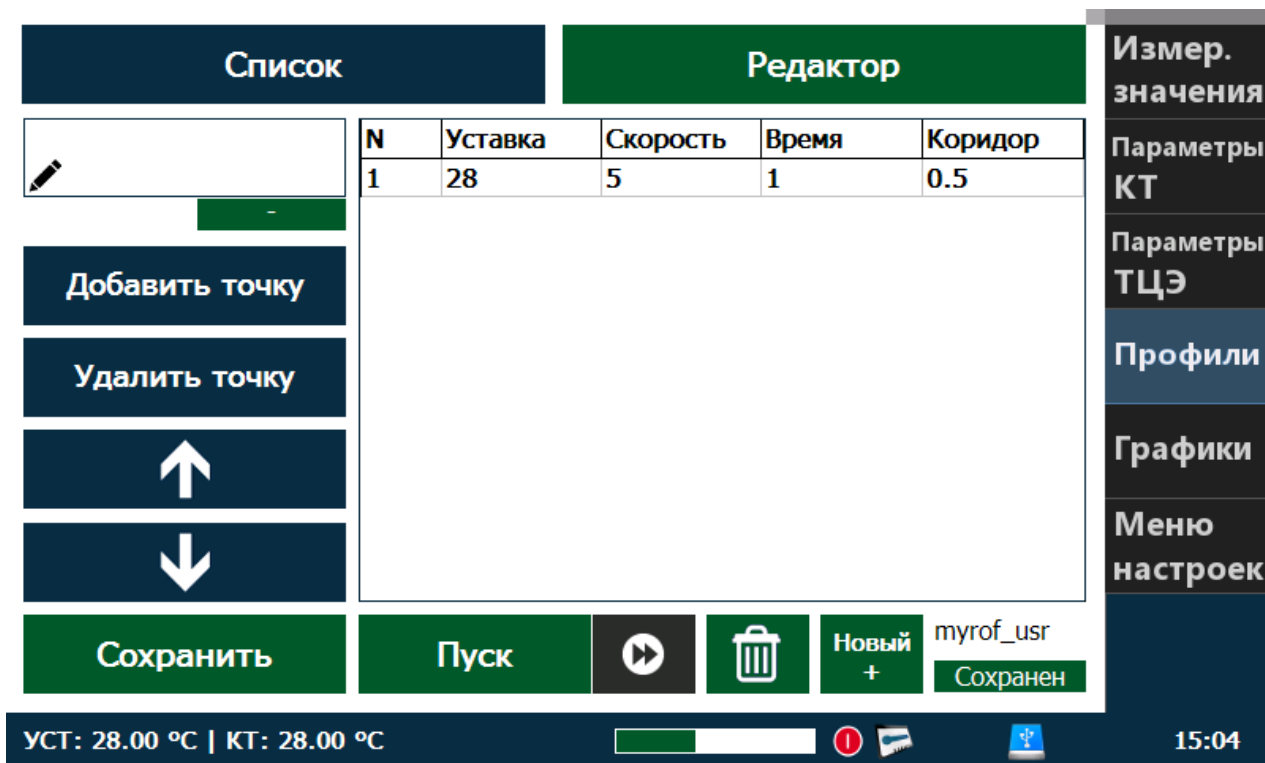 Список
Редактор
N Уставка Скорость Время Коридор
1 28 5 1 0.5
-
Добавить точку
Удалить точку
Сохранить
Пуск
Новый
+
myrof_usr
Сохранен
Измер.
значения
Параметры
КТ
Параметры
ТЦЭ
Профили
Графики
Меню
настроек
УСТ: 28.00 ºC | КТ: 28.00 ºC
15:04